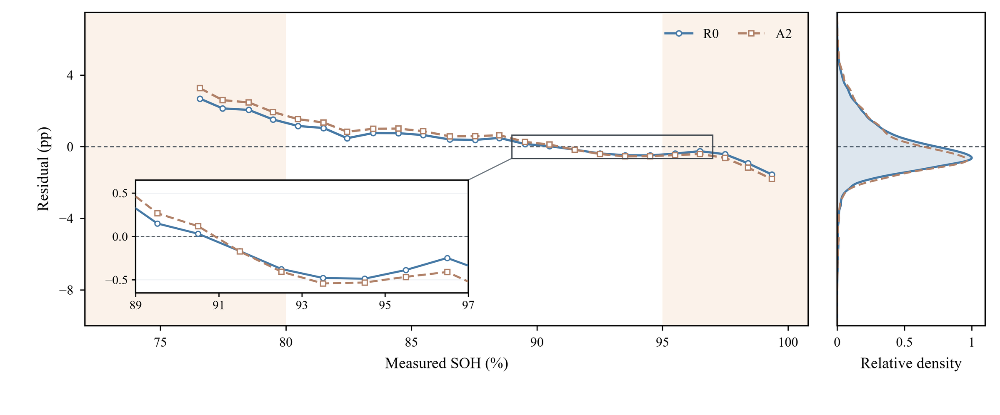 R0
A2
4
0
−4
−8
Residual (pp)
0.5
0.0
−0.5
89 91 93 95 97
75 80 85 90 95 100
Measured SOH (%)
0 0.5 1
Relative density